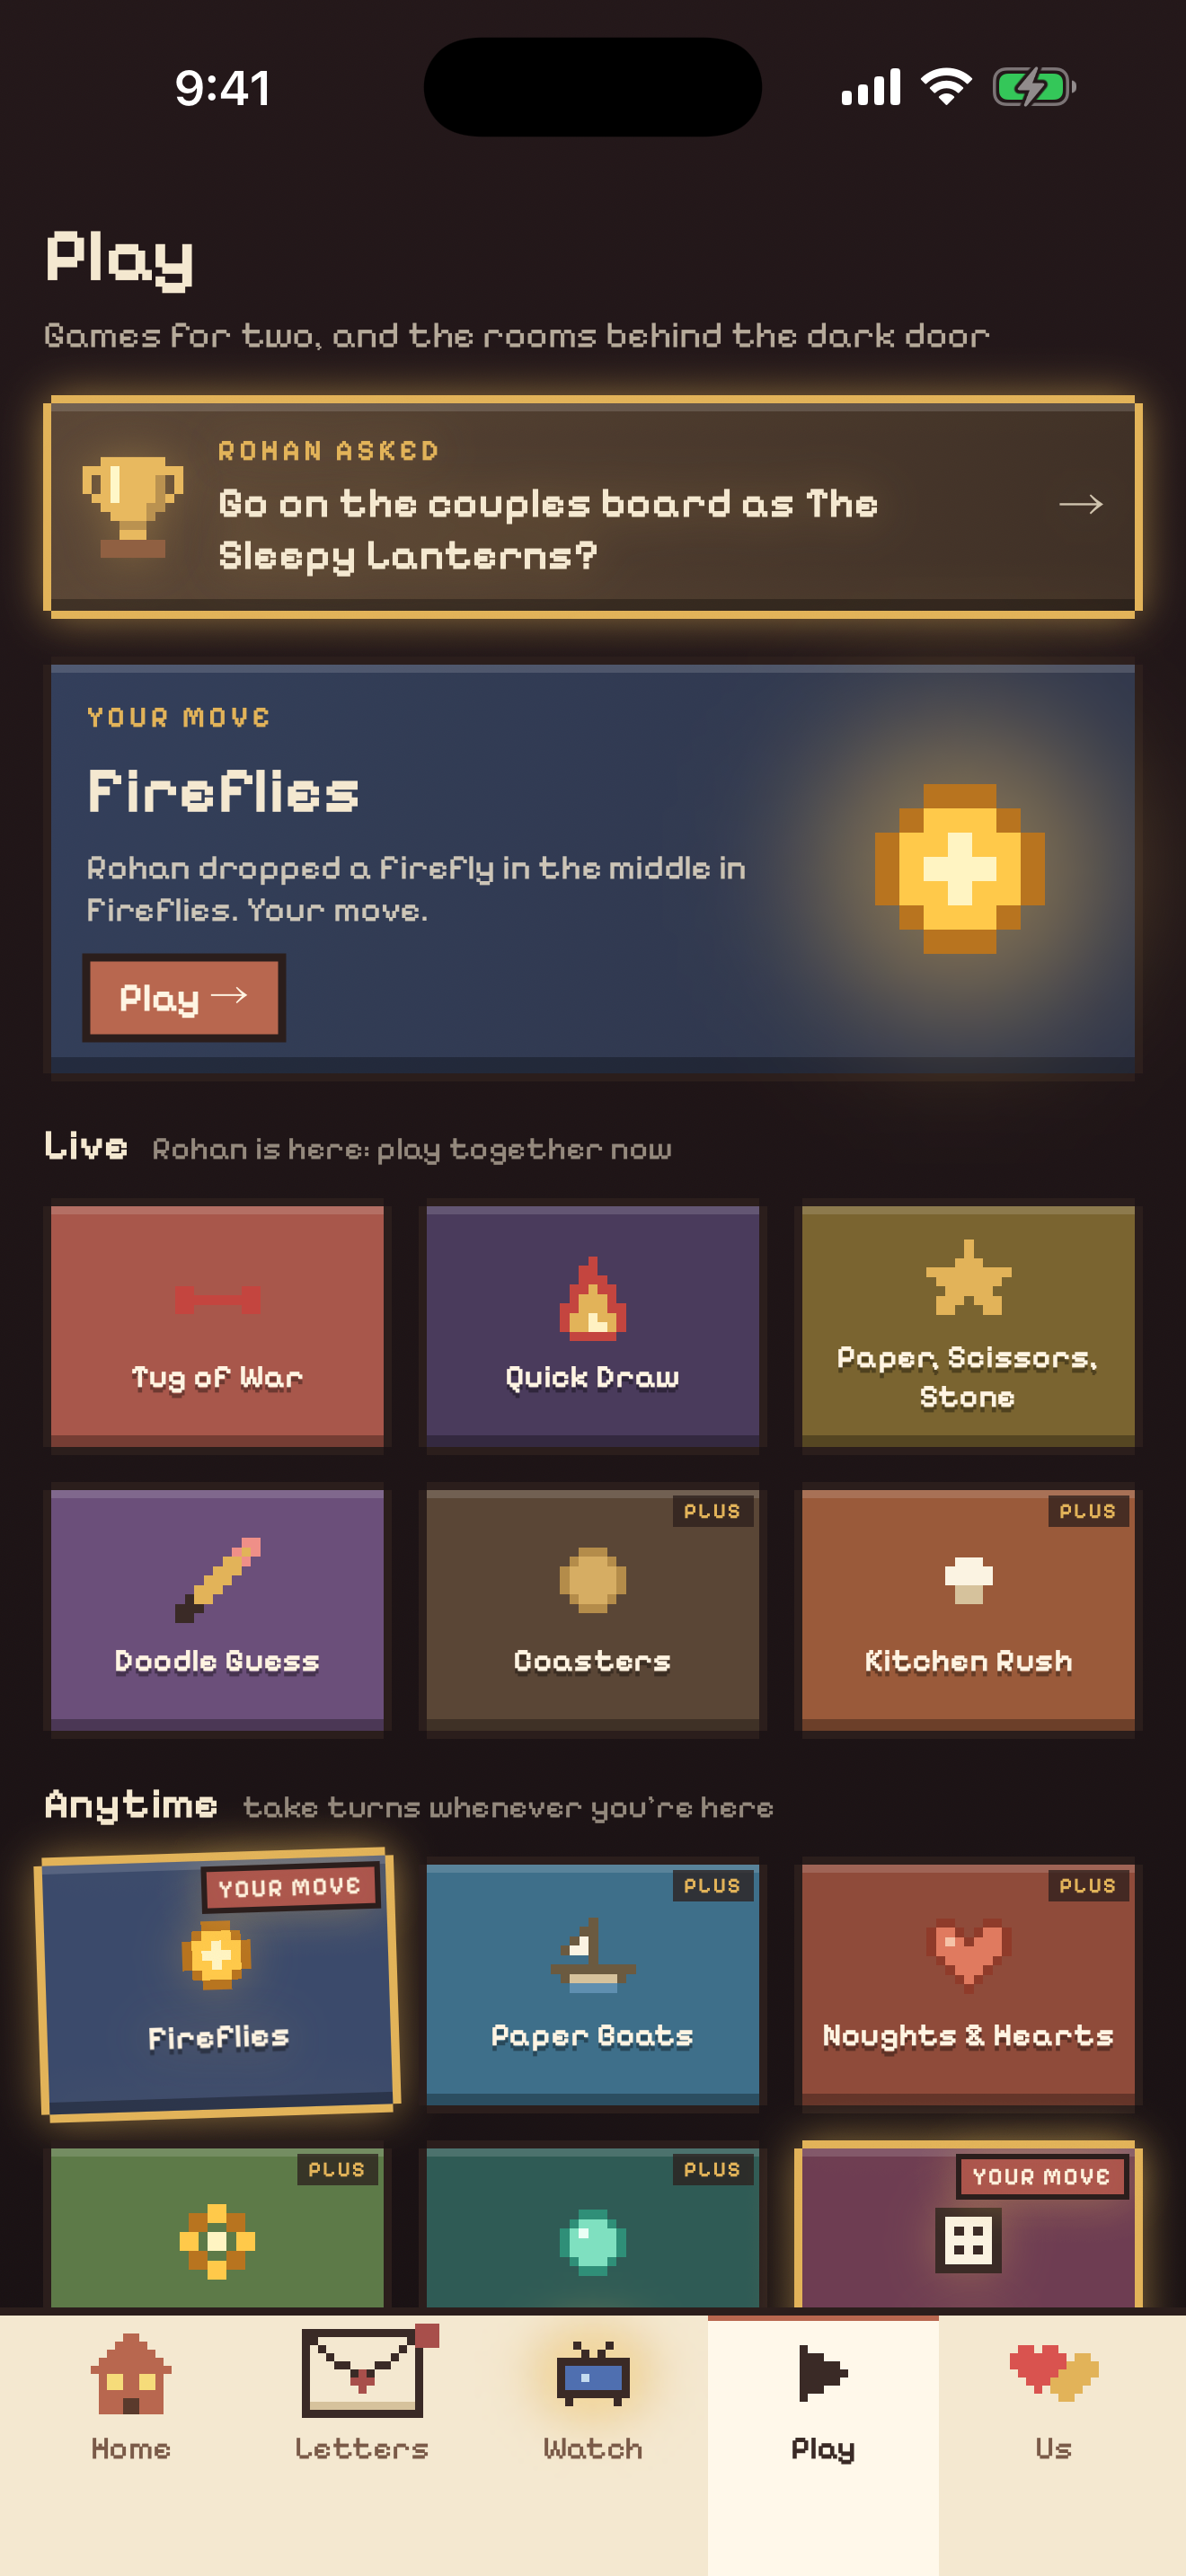 9:41
Play
Games for two, and the rooms behind the dark door
ROHAN ASKED
Go on the couples board as The
Sleepy Lanterns?
→
YOUR MOVE
Fireflies
Rohan dropped a firefly in the middle in
Fireflies. Your move.
Play →
Live Rohan is here: play together now
Tug of War
Quick Draw
Paper, Scissors,
Stone
PLUS
PLUS
Doodle Guess
Coasters
Kitchen Rush
Anytime take turns whenever you're here
YOUR MOVE
PLUS
PLUS
Fireflies
Paper Boats
Noughts & Hearts
PLUS
PLUS
YOUR MOVE
Home
Letters
Watch
Play
Us